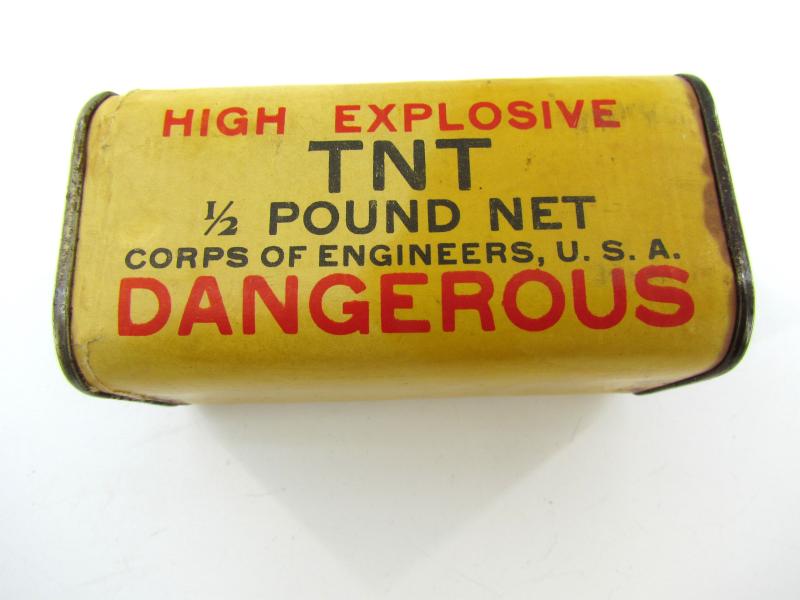 HIGH EXPLOSIVE
TNT
½ POUND NET
CORPS OF ENGINEERS, U. S. A.
DANGEROUS